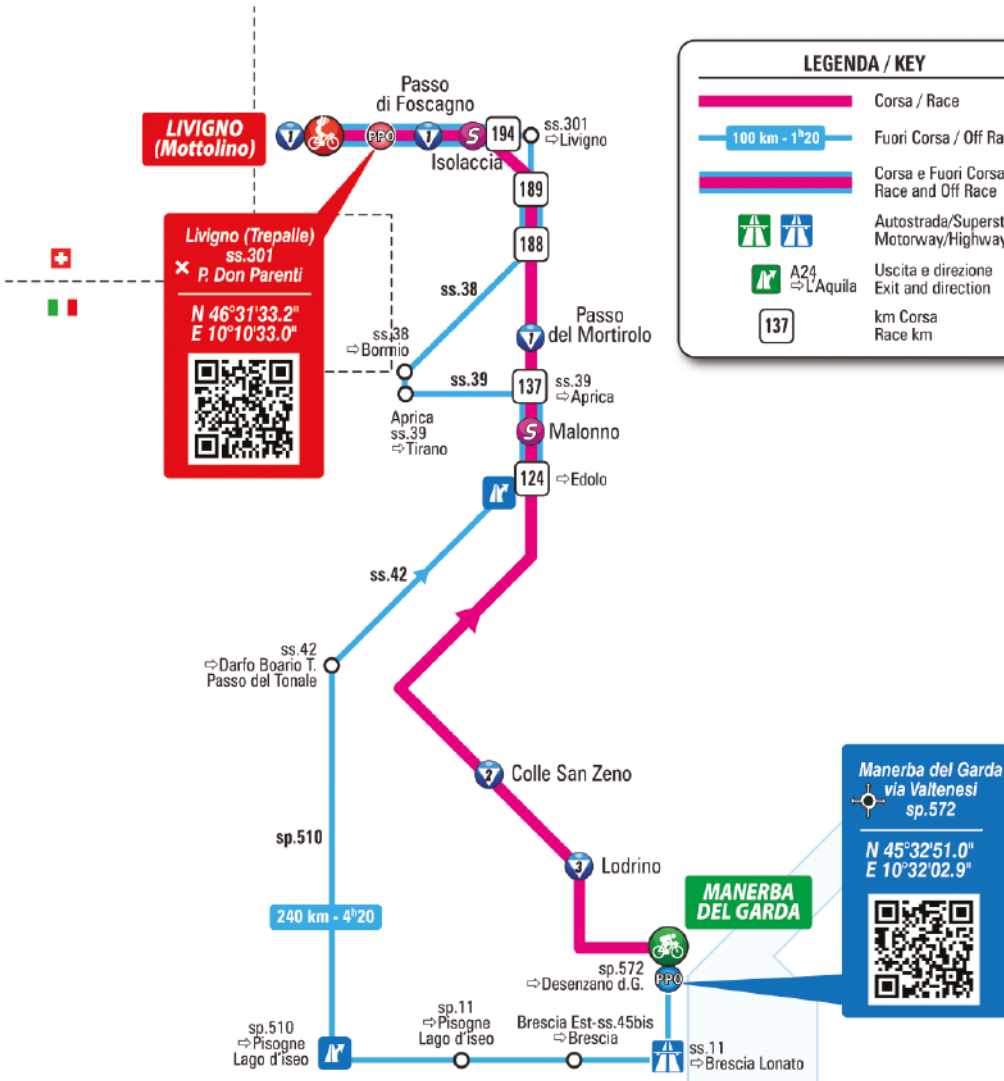 Passo
di Foscagno
LIVIGNO
(Mottolino)
1
PPO
1
S
194
ss.301
⇨Livigno
Isolaccia
189
188
Livigno (Trepalle)
ss.301
P. Don Parenti
N 46°31'33.2"
E 10°10'33.0"
ss.38
ss.38
⇨Bormio
1
Passo
del Mortirolo
ss.39
137
ss.39
⇨Aprica
Aprica
ss.39
⇨Tirano
S
Malonno
124
⇨Edolo
ss.42
ss.42
⇨Darfo Boario T.
Passo del Tonale
2
Colle San Zeno
sp.510
3
Lodrino
240 km - 4h20
MANERBA
DEL GARDA
sp.572
⇨Desenzano d.G.
PPO
sp.510
⇨Pisogne
Lago d'iseo
sp.11
⇨Pisogne
Lago d'iseo
Brescia Est-ss.45bis
⇨Brescia
ss.11
⇨Brescia Lonato
Manerba del Garda
via Valtenesi
sp.572
N 45°32'51.0"
E 10°32'02.9"
LEGENDA / KEY
Corsa / Race
100 km - 1h20
Fuori Corsa / Off Ra
Corsa e Fuori Corsa
Race and Off Race
Autostrada/Superst
Motorway/Highway
A24
⇨L'Aquila
Uscita e direzione
Exit and direction
137
km Corsa
Race km